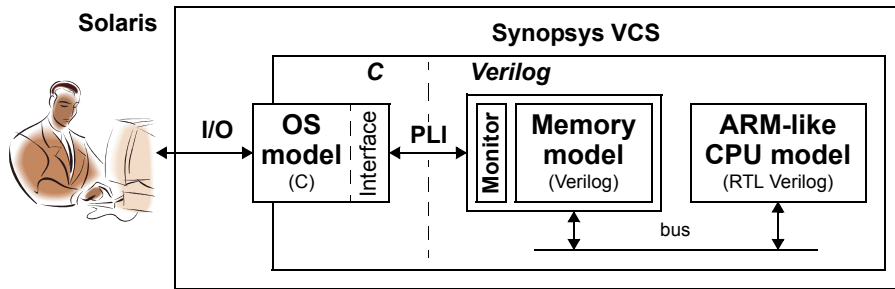 Solaris
Synopsys VCS
C
Verilog
I/O
OS
model
(C)
Interface
PLI
Monitor
Memory
model
(Verilog)
ARM-like
CPU model
(RTL Verilog)
bus